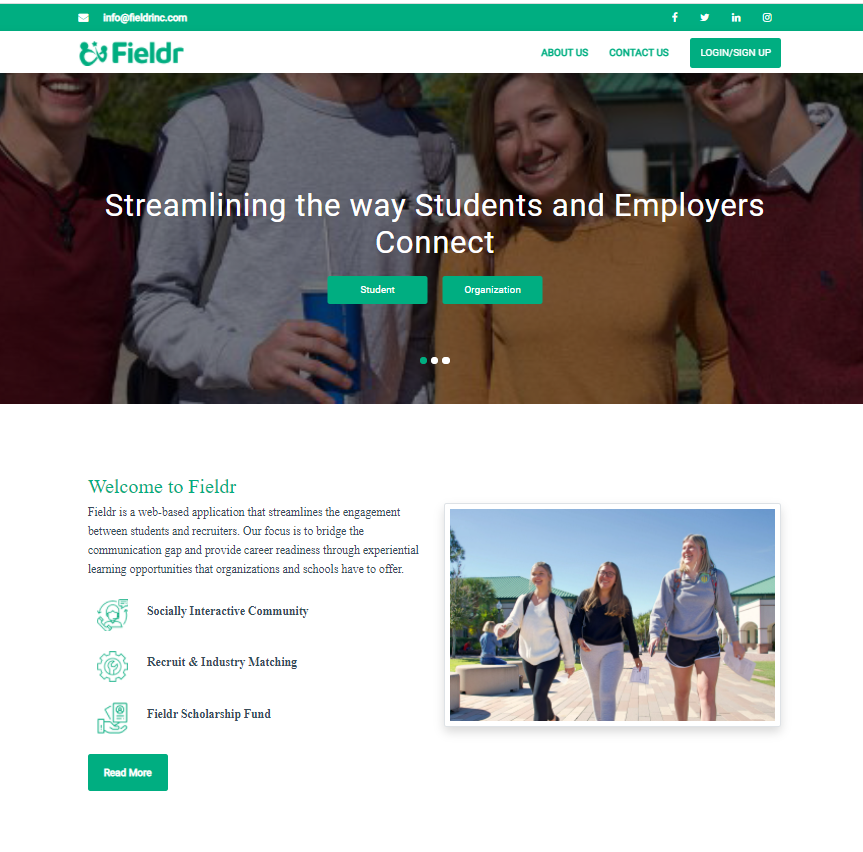 info@fieldrinc.com
Fieldr
ABOUT US
CONTACT US
LOGIN/SIGN UP
Streamlining the way Students and Employers
Connect
Student
Organization
Welcome to Fieldr
Fieldr is a web-based application that streamlines the engagement
between students and recruiters. Our focus is to bridge the
communication gap and provide career readiness through experiential
learning opportunities that organizations and schools have to offer.
Socially Interactive Community
Recruit & Industry Matching
Fieldr Scholarship Fund
Read More